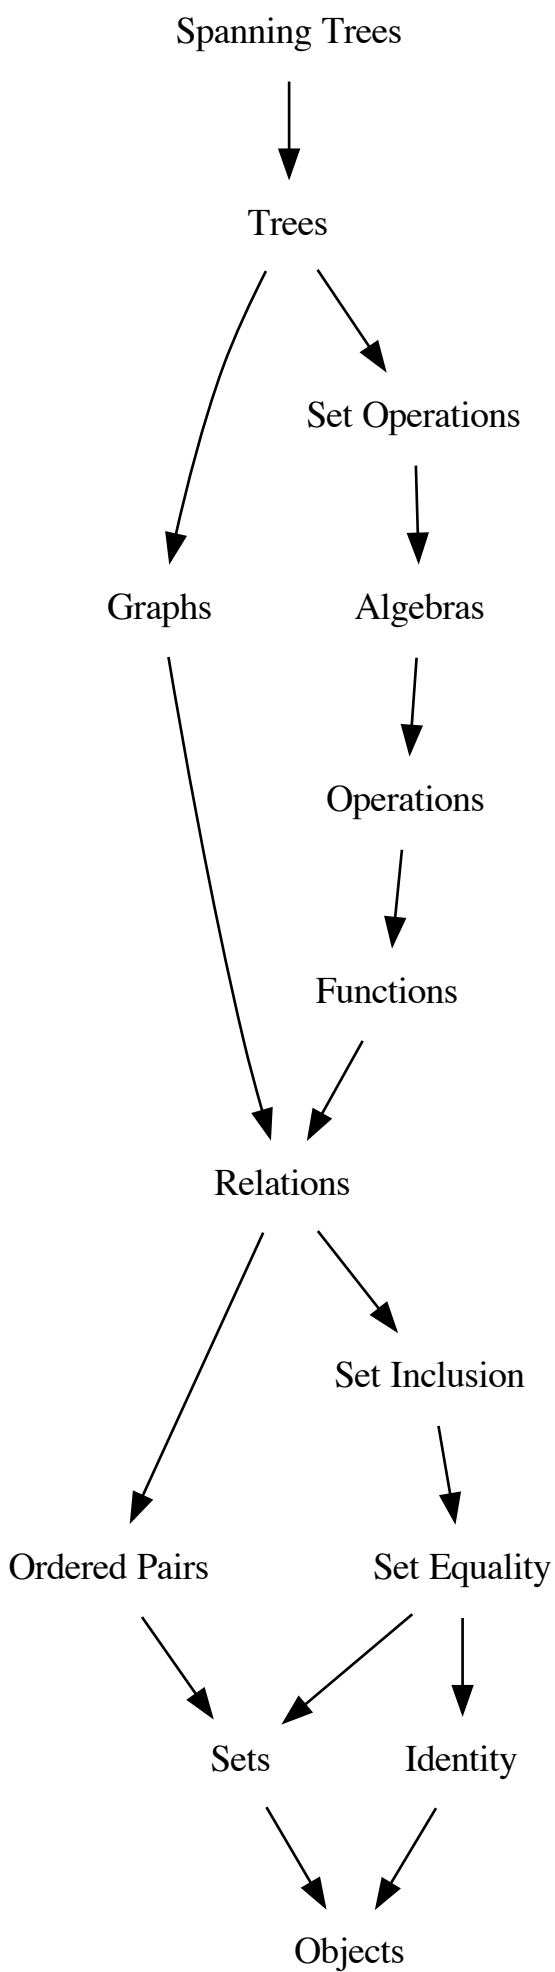 Spanning Trees
Trees
Set Operations
Graphs
Algebras
Operations
Functions
Relations
Set Inclusion
Ordered Pairs
Set Equality
Sets
Identity
Objects